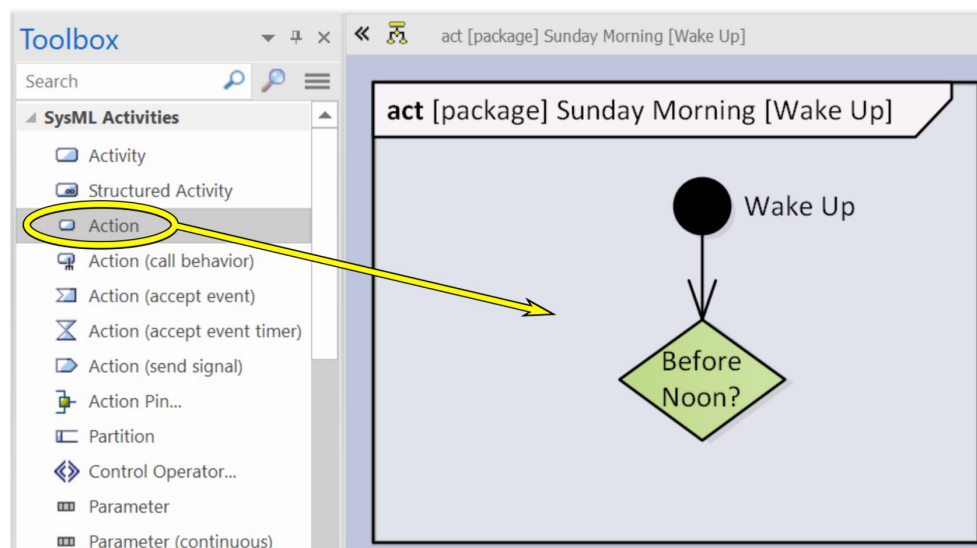 Toolbox
Search
SysML Activities
Activity
Structured Activity
Action
Action (call behavior)
Action (accept event)
Action (accept event timer)
Action (send signal)
Action Pin...
Partition
Control Operator...
Parameter
Parameter (continuous)
act [package] Sunday Morning [Wake Up]
act [package] Sunday Morning [Wake Up]
Wake Up
Before
Noon?